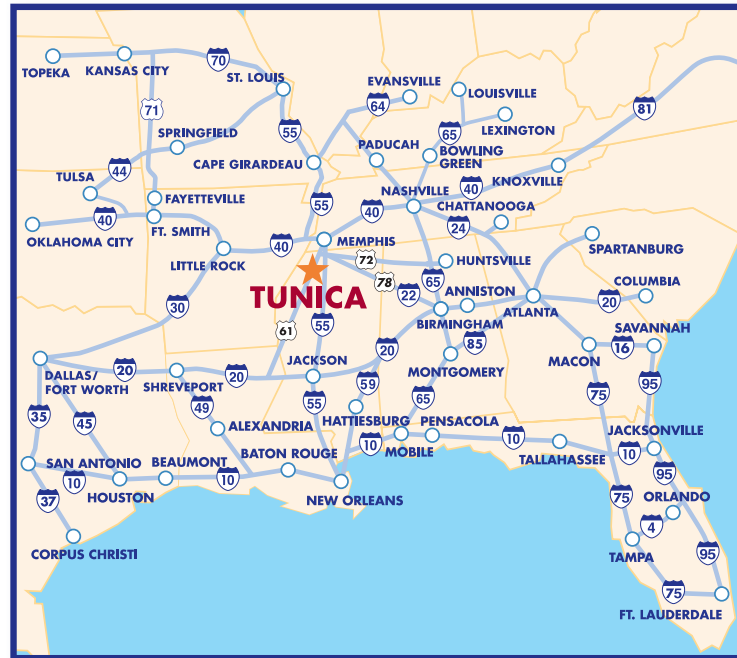 TOPEKA
KANSAS CITY
70
ST. LOUIS
EVANSVILLE
64
LOUISVILLE
81
71
SPRINGFIELD
55
65
LEXINGTON
PADUCAH
BOWLING
GREEN
CAPE GIRARDEAU
44
TULSA
KNOXVILLE
40
NASHVILLE
FAYETTEVILLE
55
40
CHATTANOOGA
40
FT. SMITH
24
OKLAHOMA CITY
40
MEMPHIS
SPARTANBURG
LITTLE ROCK
72
HUNTSVILLE
78
65
COLUMBIA
TUNICA
22
ANNISTON
20
30
ATLANTA
61
55
BIRMINGHAM
SAVANNAH
85
16
20
JACKSON
20
MACON
DALLAS/
FORT WORTH
20
SHREVEPORT
20
MONTGOMERY
59
75
95
35
49
65
45
55
HATTIESBURG
PENSACOLA
ALEXANDRIA
JACKSONVILLE
10
MOBILE
10
10
SAN ANTONIO
BEAUMONT
BATON ROUGE
TALLAHASSEE
10
HOUSTON
10
95
37
NEW ORLEANS
75
ORLANDO
4
CORPUS CHRISTI
TAMPA
95
75
FT. LAUDERDALE